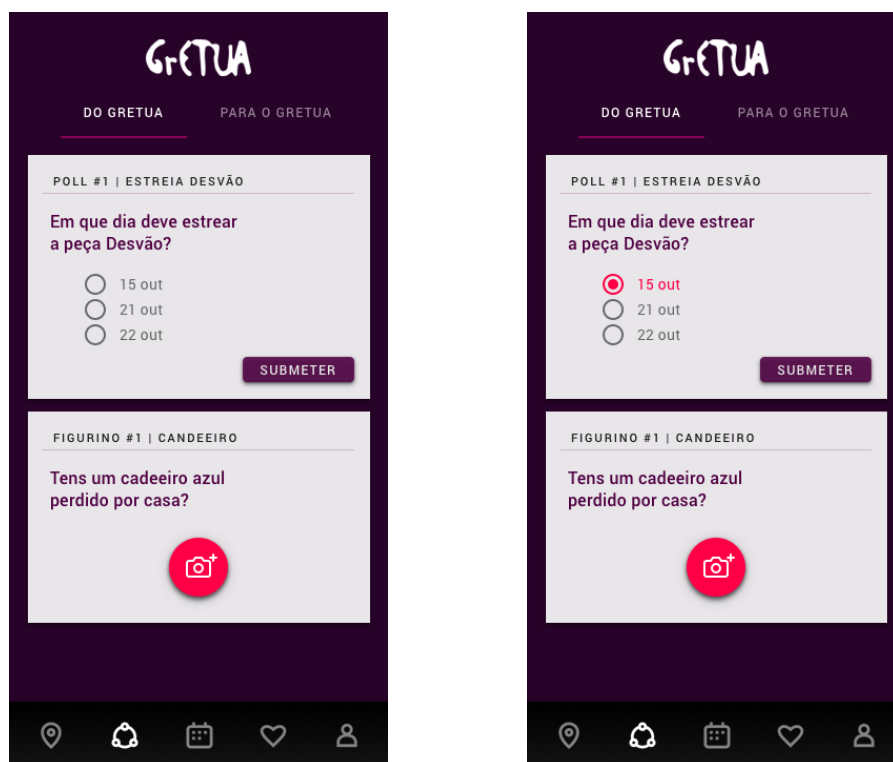 GrETUA
DO GRETUA PARA O GRETUA
POLL #1 | ESTREIA DESVÃO
Em que dia deve estrear
a peça Desvão?
15 out
21 out
22 out
SUBMETER
FIGURINO #1 | CANDEEIRO
Tens um cadeeiro azul
perdido por casa?
GrETUA
DO GRETUA PARA O GRETUA
POLL #1 | ESTREIA DESVÃO
Em que dia deve estrear
a peça Desvão?
15 out
21 out
22 out
SUBMETER
FIGURINO #1 | CANDEEIRO
Tens um cadeeiro azul
perdido por casa?